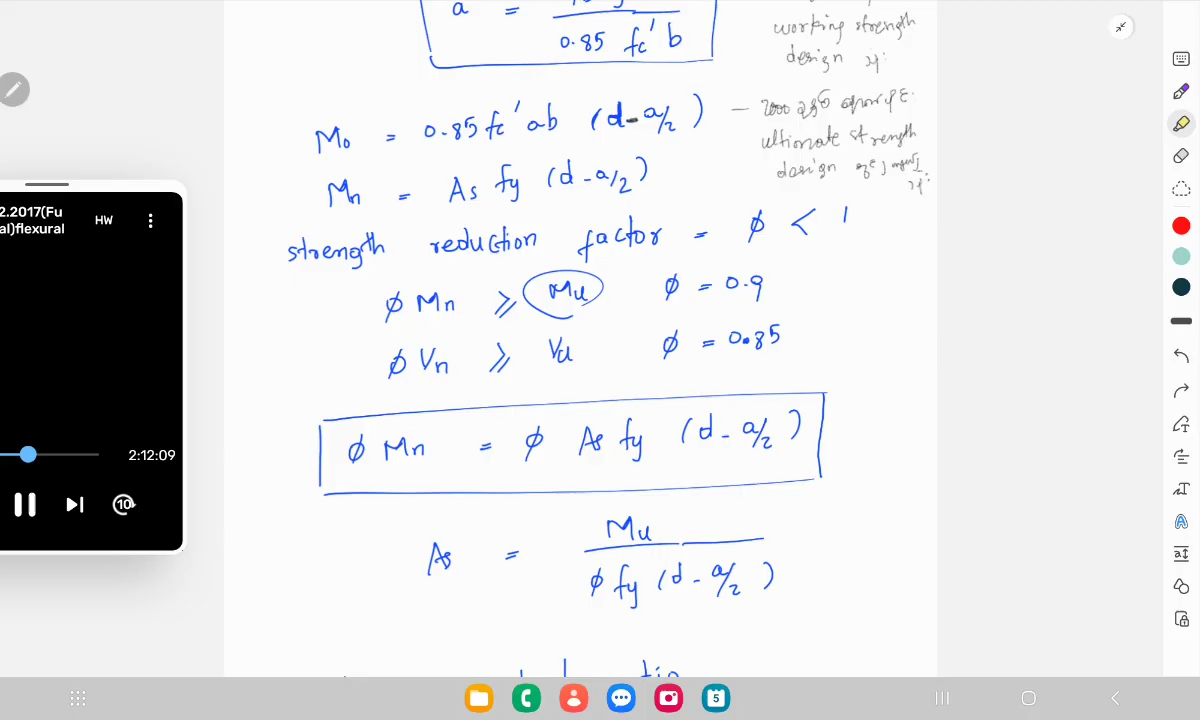 a =
0.85 fc' b
working strength
design
Mo = 0.85 fc' ab (d - a/2)
ultimate strength
design
Mn = As fy (d - a/2)
strength reduction factor = ϕ < 1
ϕ Mn ⩾ Mu ϕ = 0.9
ϕ Vn ⩾ Vu ϕ = 0.85
ϕ Mn = ϕ As fy (d - a/2)
As = Mu / ϕ fy (d - a/2)
2.2017(Fu
al)flexural
HW
2:12:09
10
5